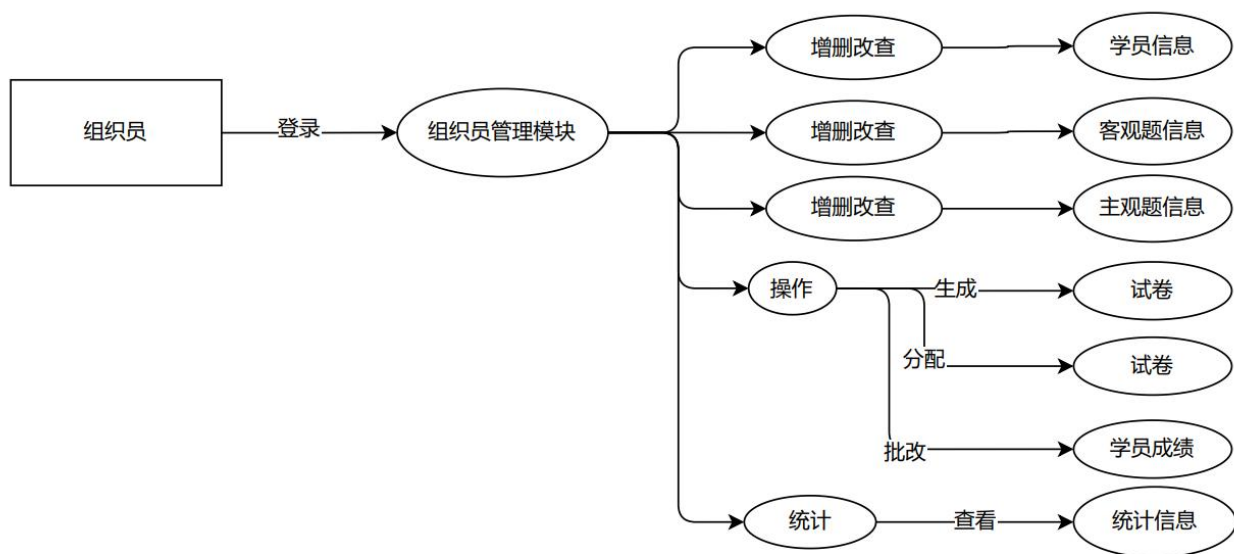 组织员
登录
组织员管理模块
增删改查
学员信息
增删改查
客观题信息
增删改查
主观题信息
操作
生成
试卷
分配
试卷
批改
学员成绩
统计
查看
统计信息